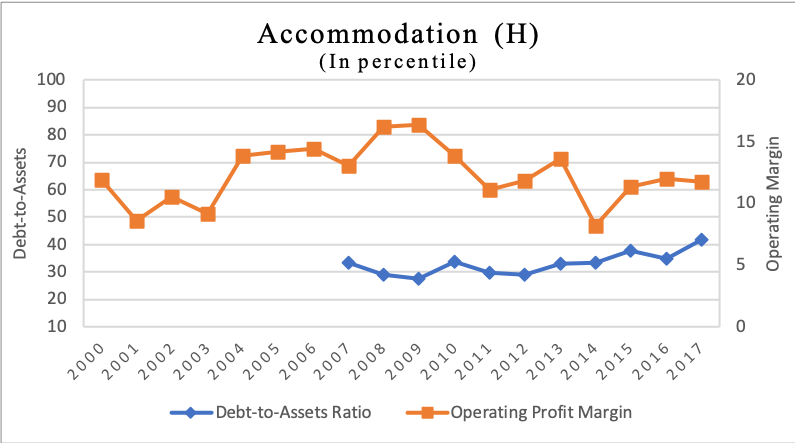 Accommodation (H)
(In percentile)
100
90
80
70
60
50
40
30
20
10
Debt-to-Assets
20
15
10
5
0
Operating Margin
2000 2001 2002 2003 2004 2005 2006 2007 2008 2009 2010 2011 2012 2013 2014 2015 2016 2017
Debt-to-Assets Ratio Operating Profit Margin